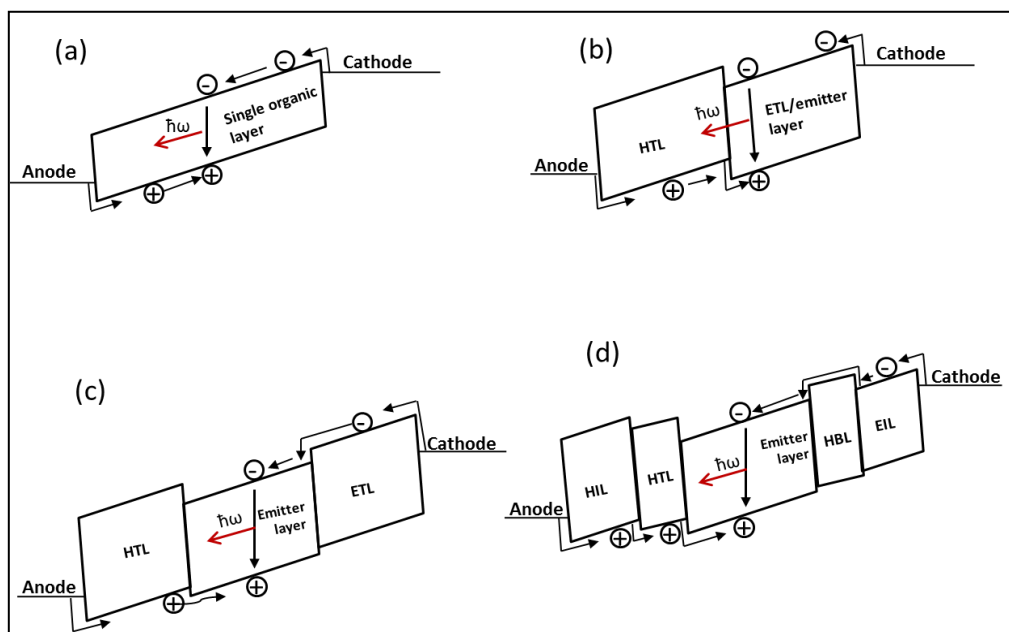 (a)
−
−
Cathode
Single organic
layer
ħω
Anode
+
+
(b)
−
−
Cathode
ETL/emitter
layer
ħω
HTL
Anode
+
+
(c)
−
−
Cathode
ETL
Emitter
layer
ħω
HTL
Anode
+
+
(d)
−
−
Cathode
EIL
HBL
Emitter
layer
ħω
HTL
HIL
Anode
+
+
+